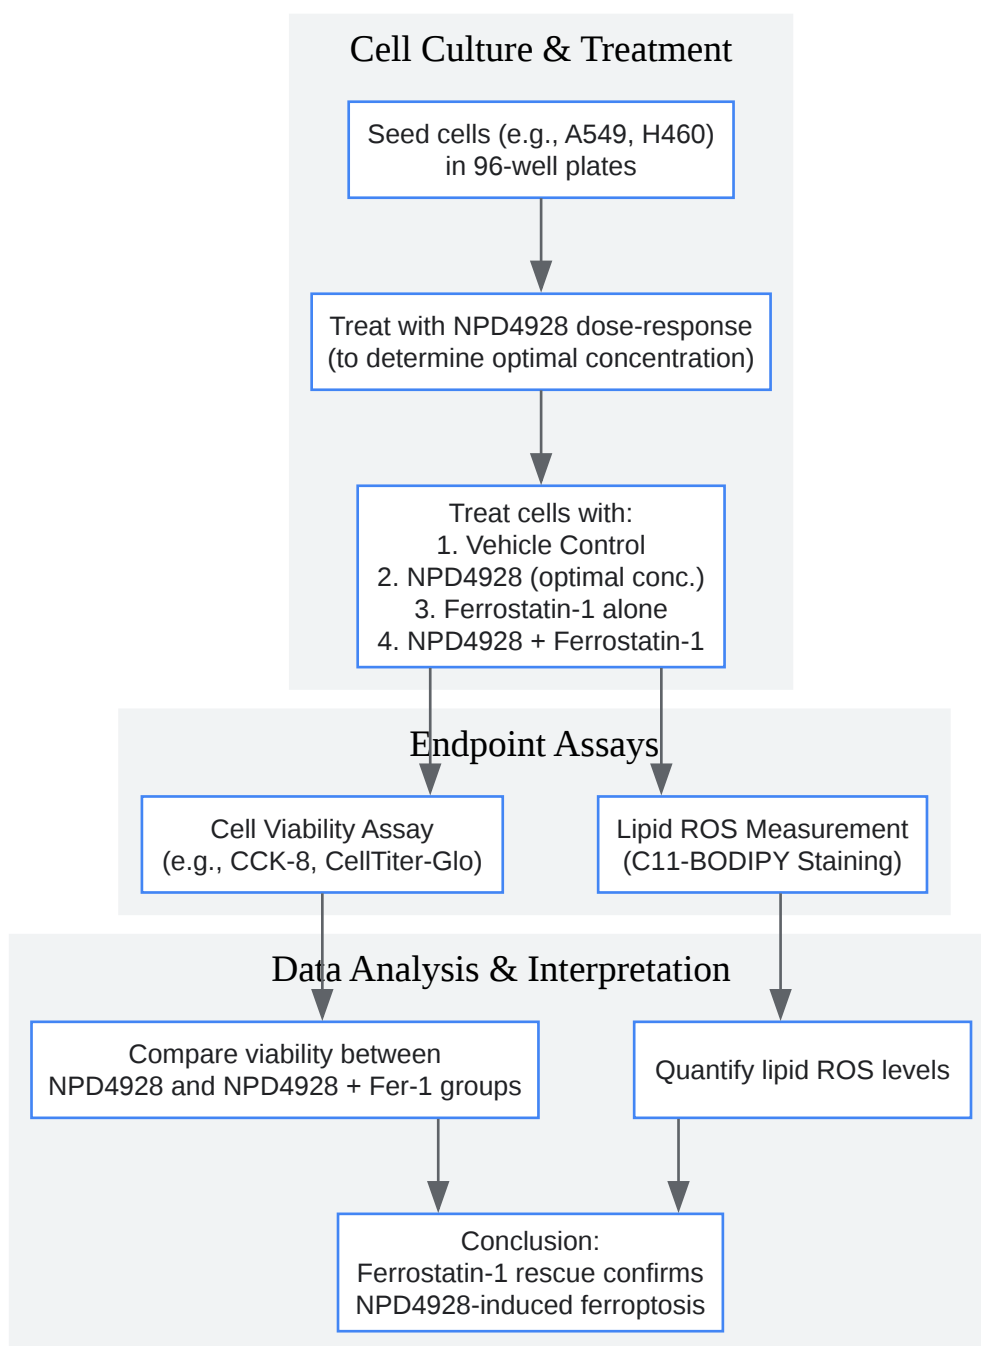 Cell Culture & Treatment
Seed cells (e.g., A549, H460)
in 96-well plates
Treat with NPD4928 dose-response
(to determine optimal concentration)
Treat cells with:
1. Vehicle Control
2. NPD4928 (optimal conc.)
3. Ferrostatin-1 alone
4. NPD4928 + Ferrostatin-1
Endpoint Assays
Cell Viability Assay
(e.g., CCK-8, CellTiter-Glo)
Lipid ROS Measurement
(C11-BODIPY Staining)
Data Analysis & Interpretation
Compare viability between
NPD4928 and NPD4928 + Fer-1 groups
Quantify lipid ROS levels
Conclusion:
Ferrostatin-1 rescue confirms
NPD4928-induced ferroptosis